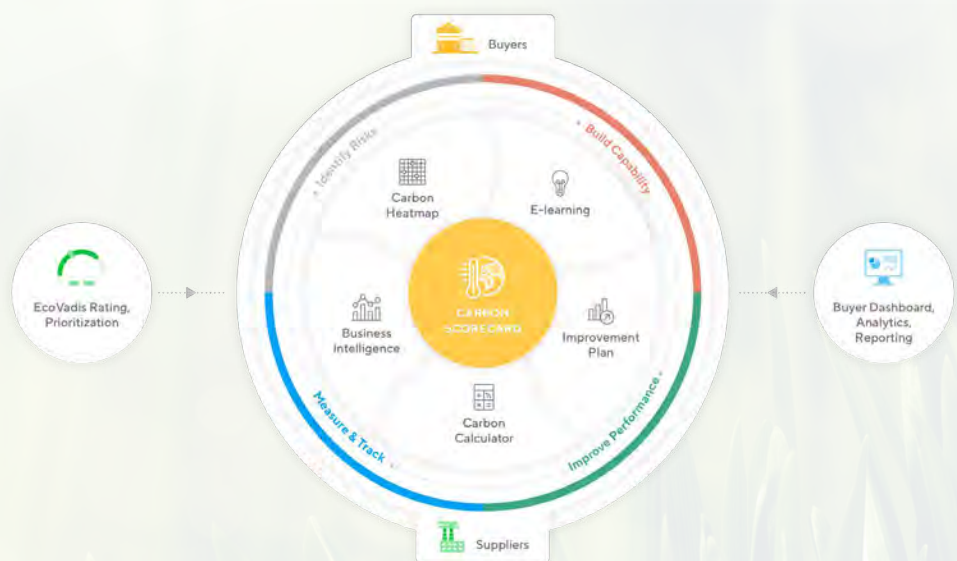 Buyers
Identify Risks
Build Capability
Carbon
Heatmap
E-learning
EcoVadis Rating,
Prioritization
CARBON
SCORECARD
Buyer Dashboard,
Analytics,
Reporting
Business
Intelligence
Improvement
Plan
Carbon
Calculator
Measure & Track
Improve Performance
Suppliers